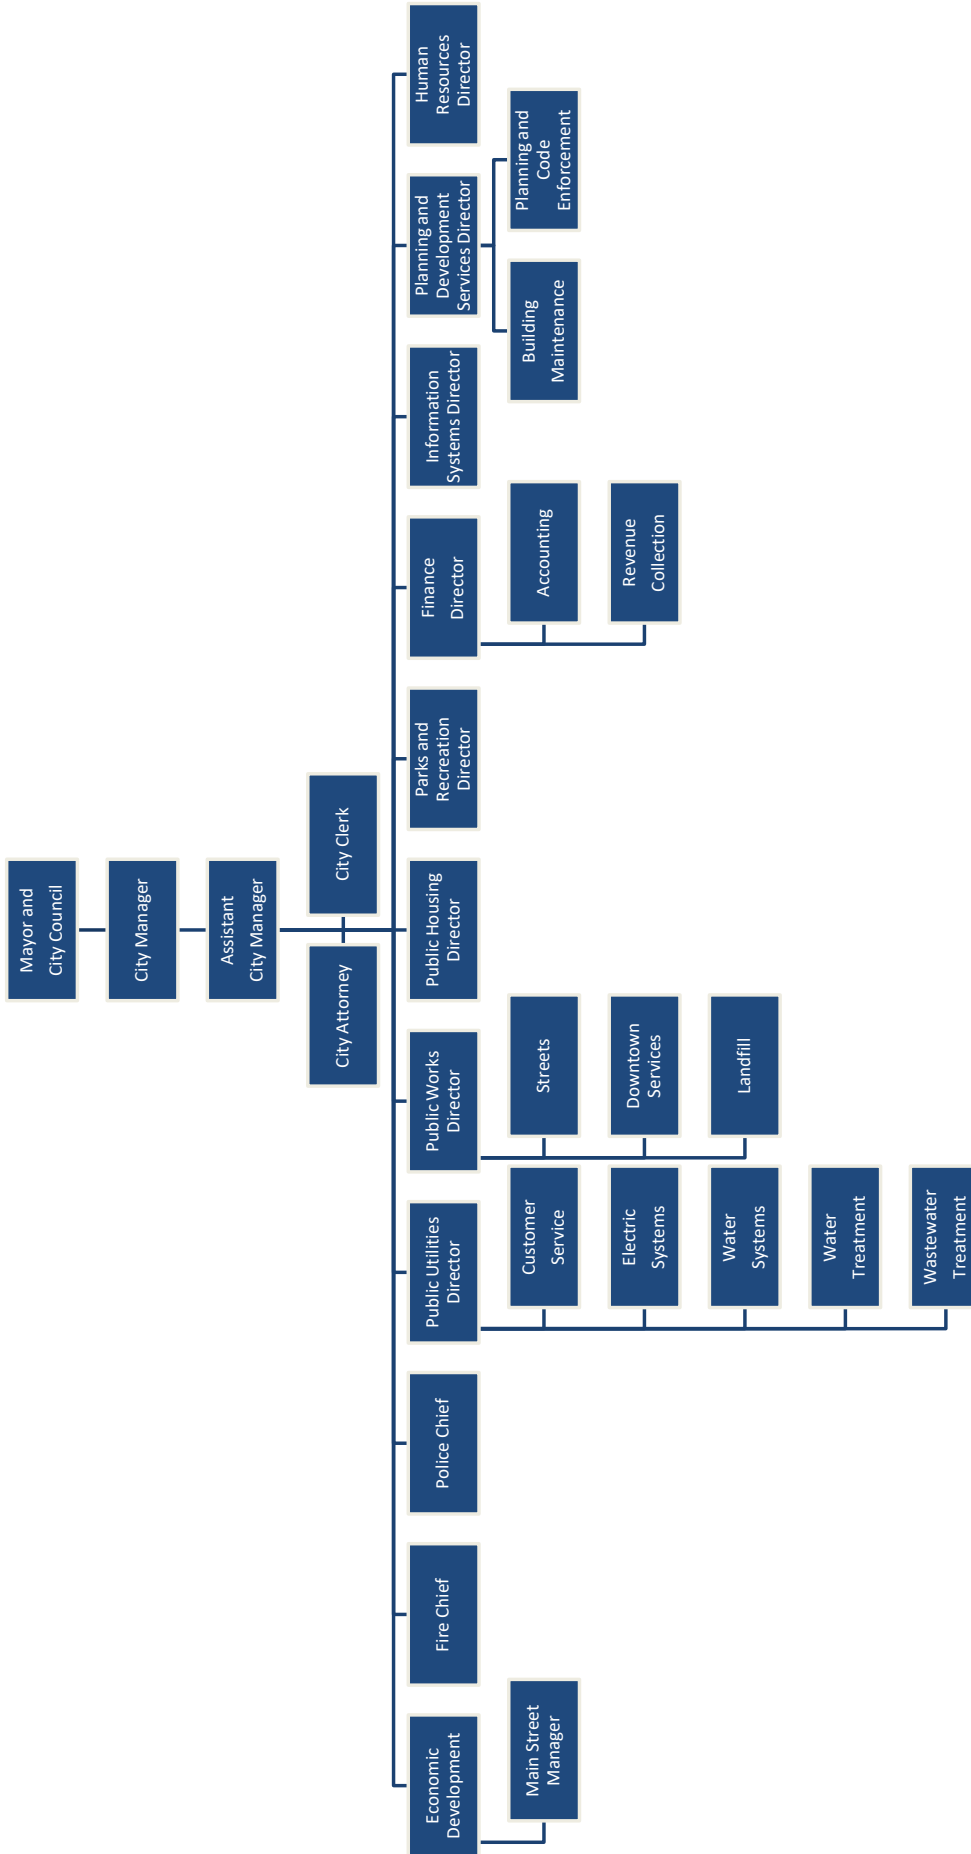 Mayor and
City Council
City Manager
Assistant
City Manager
City Attorney
City Clerk
Economic
Development
Main Street
Manager
Fire Chief
Police Chief
Public Utilities
Director
Customer
Service
Electric
Systems
Water
Systems
Water
Treatment
Wastewater
Treatment
Public Works
Director
Streets
Downtown
Services
Landfill
Public Housing
Director
Parks and
Recreation
Director
Finance
Director
Accounting
Revenue
Collection
Information
Systems Director
Planning and
Development
Services Director
Building
Maintenance
Planning and
Code
Enforcement
Human
Resources
Director